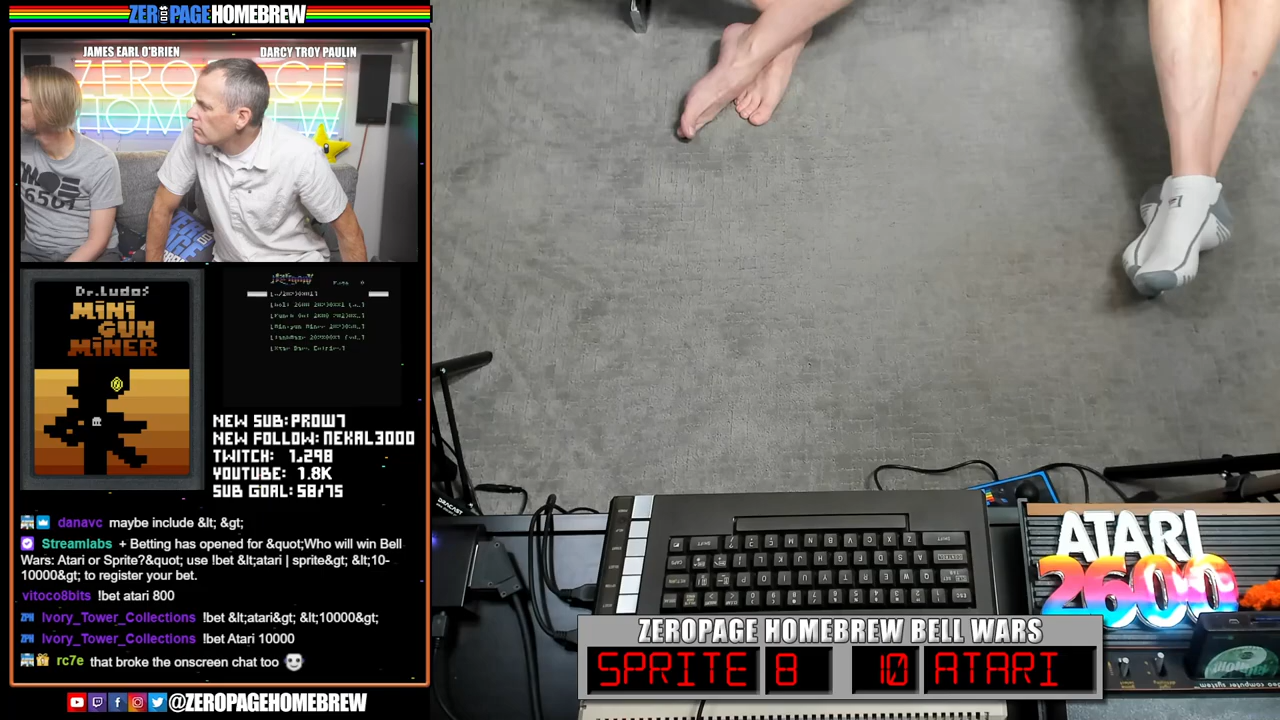 ZEROPAGE HOMEBREW
JAMES EARL O'BRIEN
DARCY TROY PAULIN
ZEROPAGE
HOMEBREW
6507
Dr.Ludos
MINI
GUN
MINER
NEW SUB:PROW7
NEW FOLLOW:NEKAL3000
TWITCH: 1,298
YOUTUBE: 1.8K
SUB GOAL:58/75
danavc maybe include &lt; &gt;
Streamlabs + Betting has opened for &quot;Who will win Bell
Wars: Atari or Sprite?&quot; use !bet &lt;atari | sprite&gt; &lt;10-
10000&gt; to register your bet.
vitoco8bits !bet atari 800
Ivory_Tower_Collections !bet &lt;atari&gt; &lt;10000&gt;
Ivory_Tower_Collections !bet Atari 10000
rc7e that broke the onscreen chat too
@ZEROPAGEHOMEBREW
ATARI
2600
ZEROPAGE HOMEBREW BELL WARS
SPRITE 8 10 ATARI